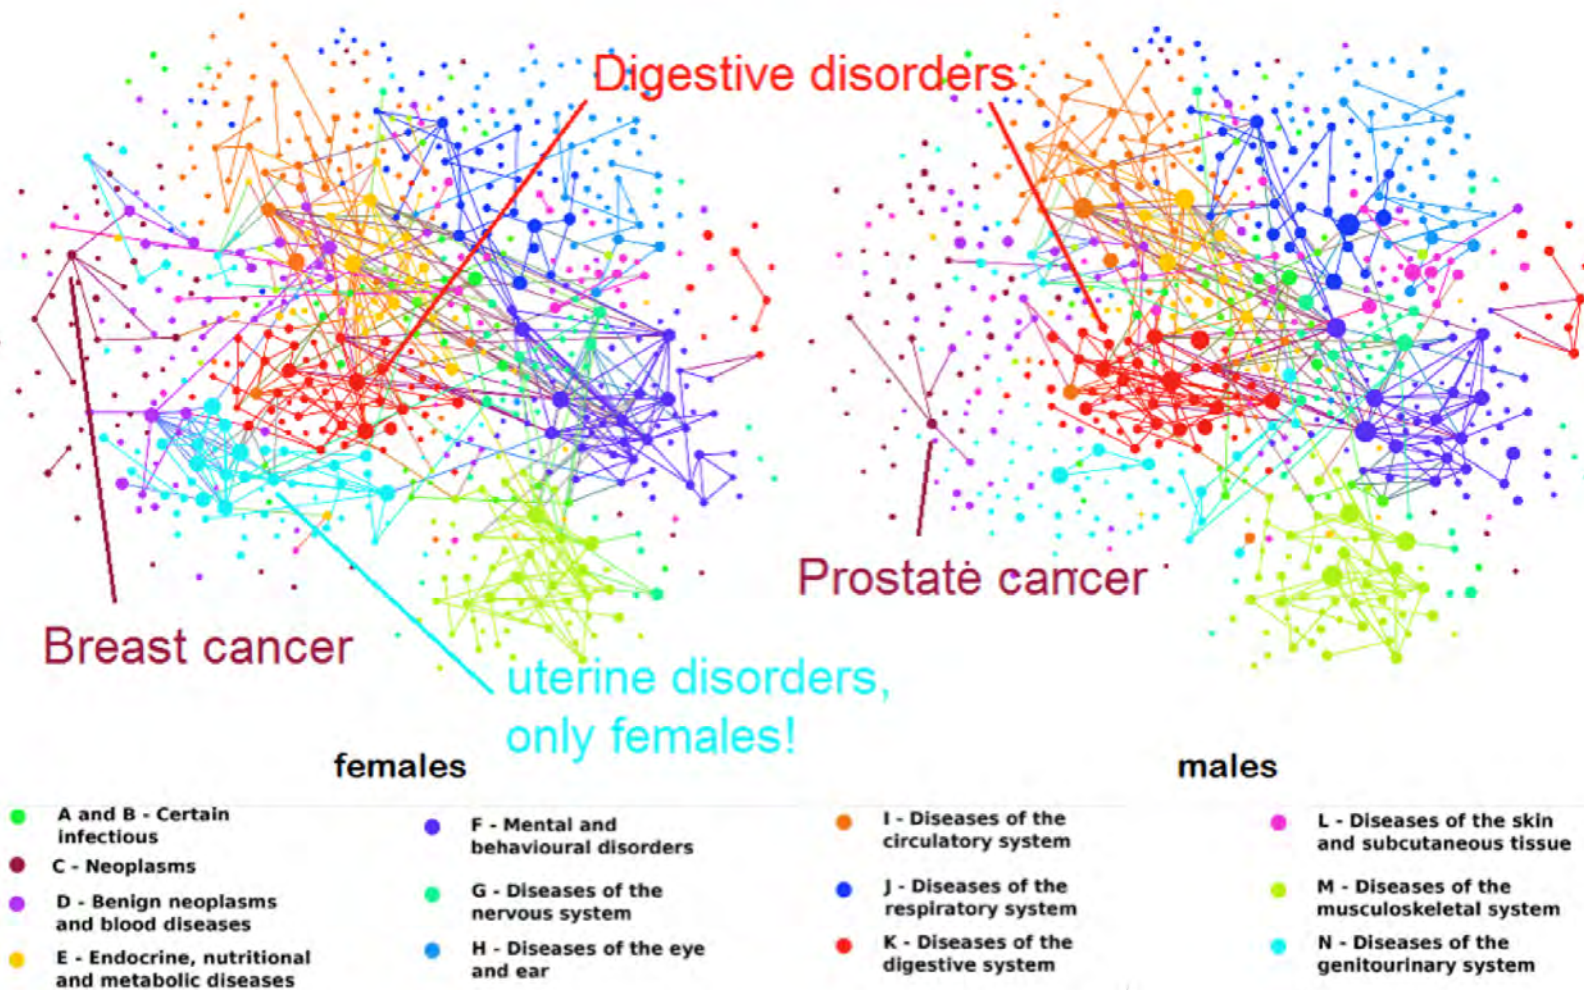 Digestive disorders
Prostate cancer
Breast cancer
uterine disorders,
only females!
females
males
A and B - Certain
infectious
C - Neoplasms
D - Benign neoplasms
and blood diseases
E - Endocrine, nutritional
and metabolic diseases
F - Mental and
behavioural disorders
G - Diseases of the
nervous system
H - Diseases of the eye
and ear
I - Diseases of the
circulatory system
J - Diseases of the
respiratory system
K - Diseases of the
digestive system
L - Diseases of the skin
and subcutaneous tissue
M - Diseases of the
musculoskeletal system
N - Diseases of the
genitourinary system